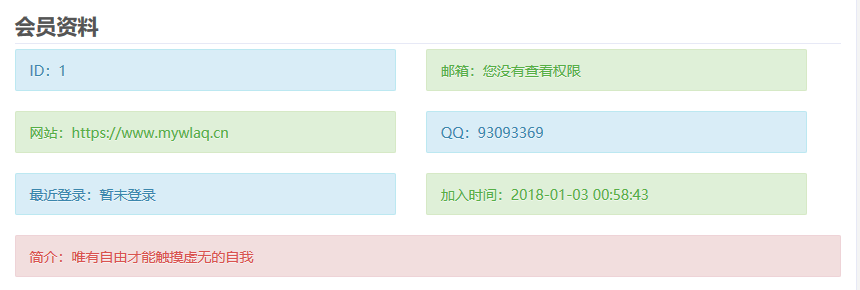 会员资料
ID：1
邮箱：您没有查看权限
网站：https://www.mywlaq.cn
QQ：93093369
最近登录：暂未登录
加入时间：2018-01-03 00:58:43
简介：唯有自由才能触摸虚无的自我